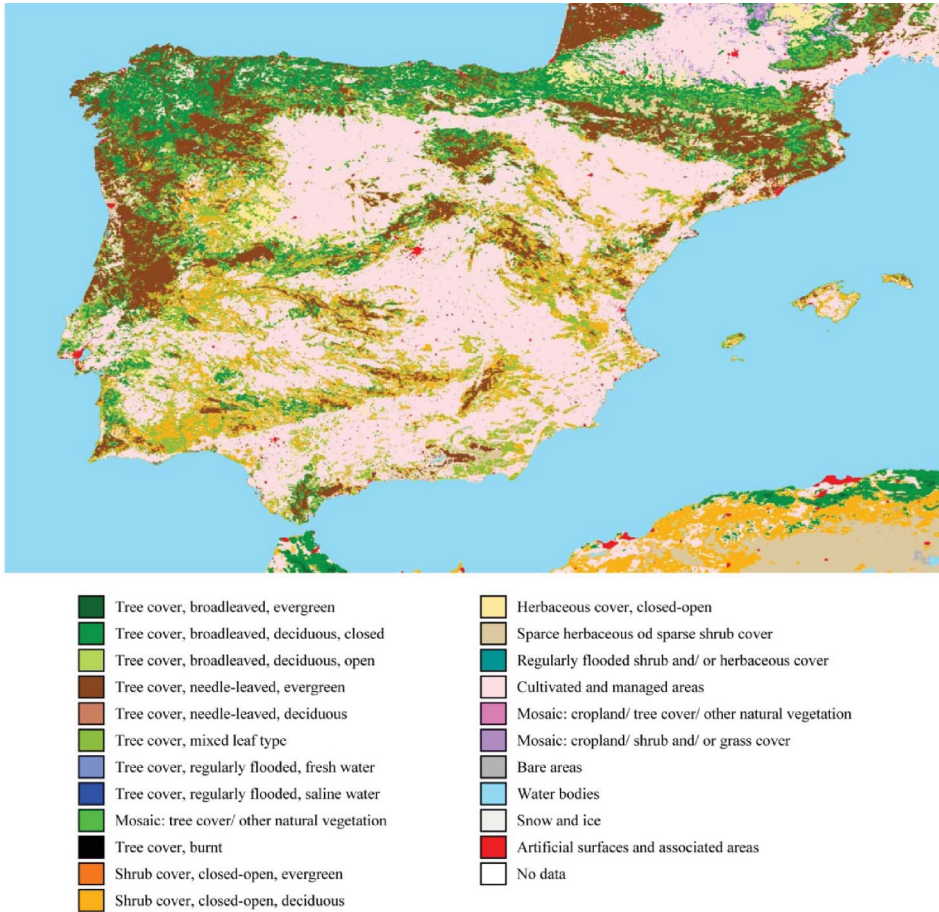 Tree cover, broadleaved, evergreen
Tree cover, broadleaved, deciduous, closed
Tree cover, broadleaved, deciduous, open
Tree cover, needle-leaved, evergreen
Tree cover, needle-leaved, deciduous
Tree cover, mixed leaf type
Tree cover, regularly flooded, fresh water
Tree cover, regularly flooded, saline water
Mosaic: tree cover/ other natural vegetation
Tree cover, burnt
Shrub cover, closed-open, evergreen
Shrub cover, closed-open, deciduous
Herbaceous cover, closed-open
Sparce herbaceous od sparse shrub cover
Regularly flooded shrub and/ or herbaceous cover
Cultivated and managed areas
Mosaic: cropland/ tree cover/ other natural vegetation
Mosaic: cropland/ shrub and/ or grass cover
Bare areas
Water bodies
Snow and ice
Artificial surfaces and associated areas
No data